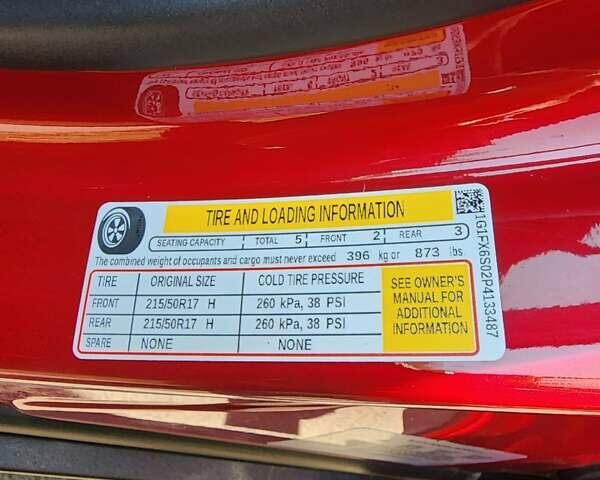 TIRE AND LOADING INFORMATION
SEATING CAPACITY TOTAL 5 FRONT 2 REAR 3
The combined weight of occupants and cargo must never exceed 396 kg or 873 lbs.
TIRE ORIGINAL SIZE COLD TIRE PRESSURE
FRONT 215/50R17 H 260 kPa, 38 PSI
REAR 215/50R17 H 260 kPa, 38 PSI
SPARE NONE NONE
SEE OWNER'S
MANUAL FOR
ADDITIONAL
INFORMATION
1G1FX6S02P4133487